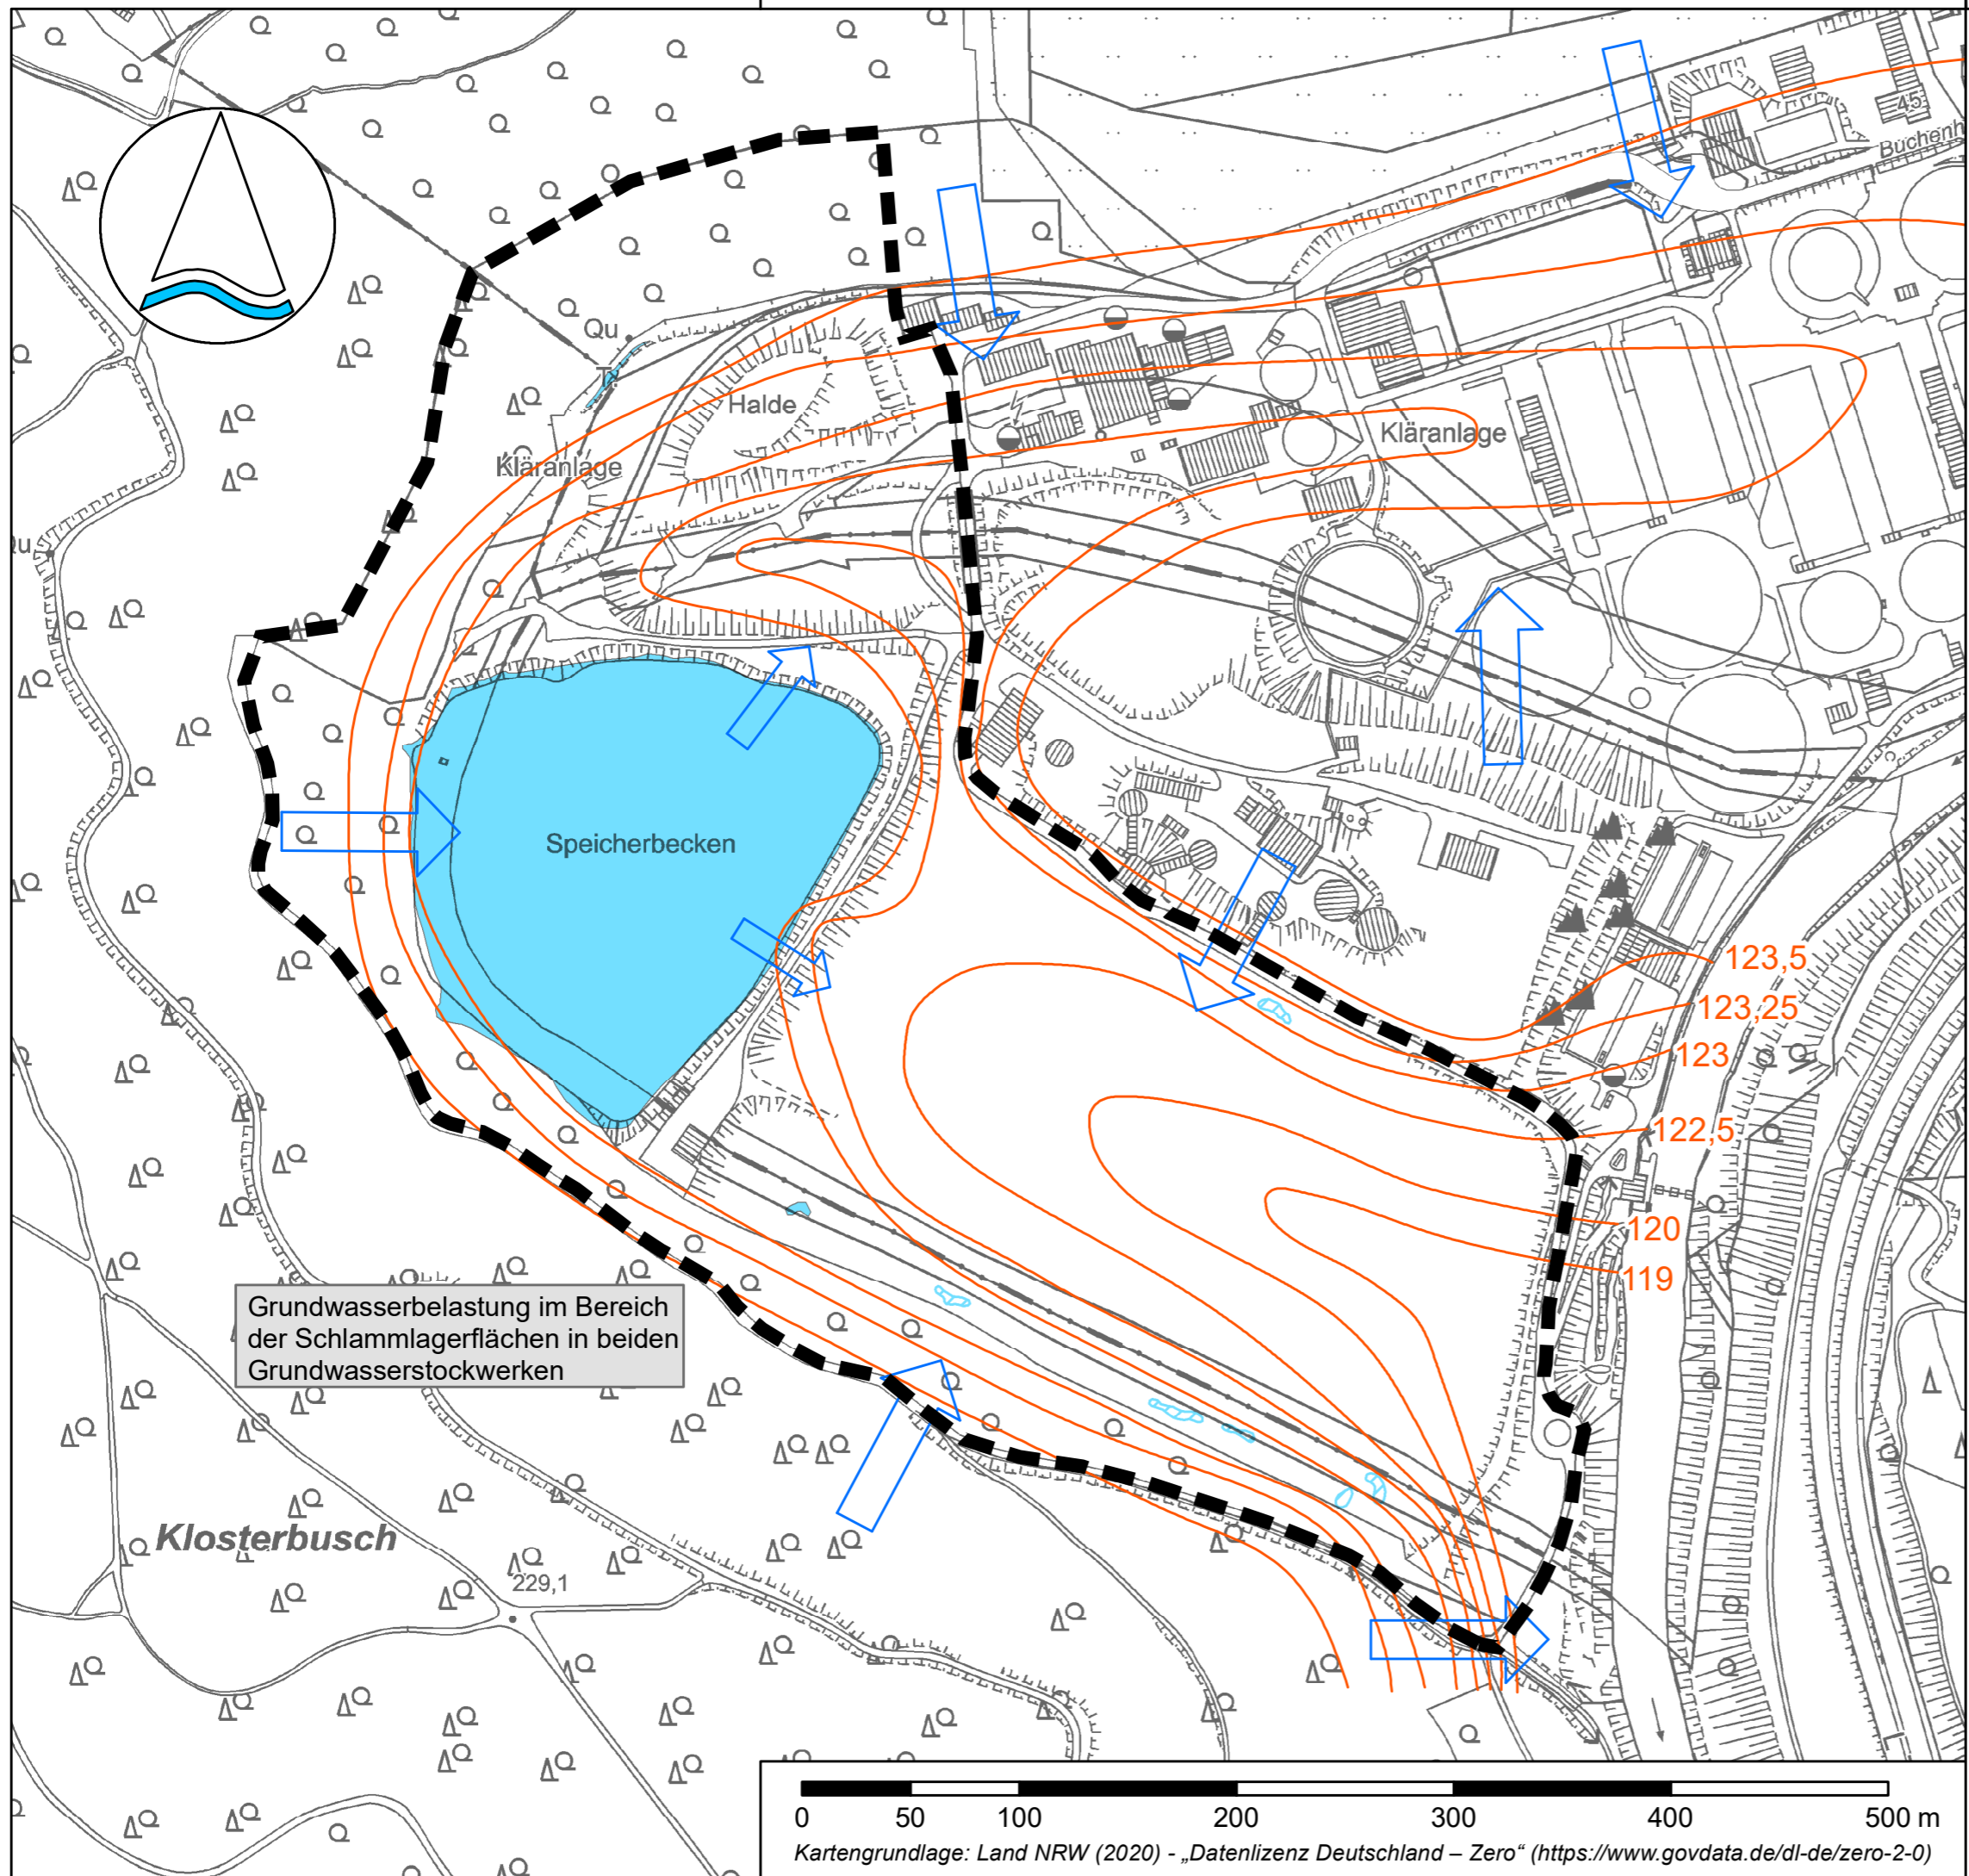 45
Buchenh
Qu
T.
Halde
Kläranlage
Kläranlage
u.
Speicherbecken
123,5
123,25
123
122,5
120
119
Grundwasserbelastung im Bereich
der Schlammlagerflächen in beiden
Grundwasserstockwerken
Klosterbusch
229,1
0 50 100 200 300 400 500 m
Kartengrundlage: Land NRW (2020) - „Datenlizenz Deutschland – Zero“ (https://www.govdata.de/dl-de/zero-2-0)